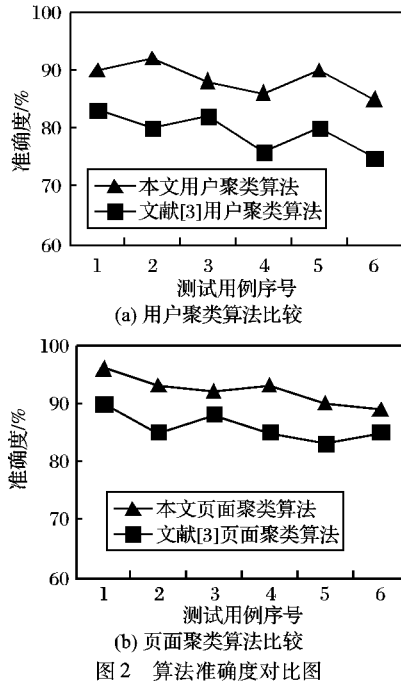 100
90
80
70
60
准确度/%
本文用户聚类算法
文献[3]用户聚类算法
1 2 3 4 5 6
测试用例序号
(a) 用户聚类算法比较
100
90
80
70
60
准确度/%
本文页面聚类算法
文献[3]页面聚类算法
1 2 3 4 5 6
测试用例序号
(b) 页面聚类算法比较
图2 算法准确度对比图